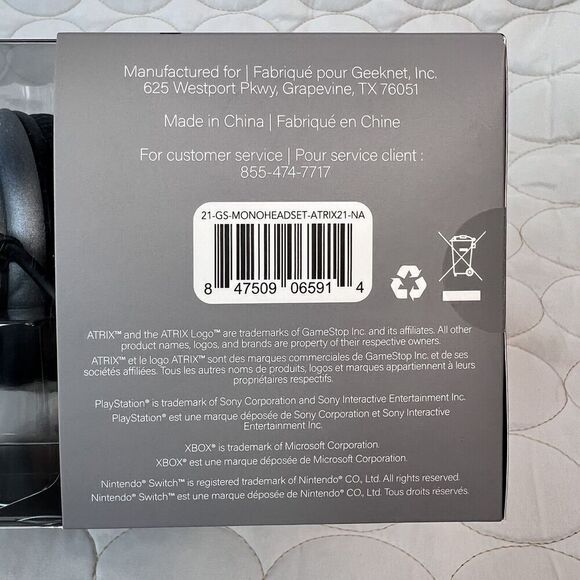 Manufactured for | Fabriqué pour Geeknet, Inc.
625 Westport Pkwy, Grapevine, TX 76051
Made in China | Fabriqué en Chine
For customer service | Pour service client :
855-474-7717
21-GS-MONOHEADSET-ATRIX21-NA
8 47509 06591 4
ATRIX™ and the ATRIX Logo™ are trademarks of GameStop Inc. and its affiliates. All other
product names, logos, and brands are property of their respective owners.
ATRIX™ et le logo ATRIX™ sont des marques commerciales de GameStop Inc. et de ses
sociétés affiliées. Tous les autres noms de produits, logos et marques appartiennent à leurs
propriétaires respectifs.
PlayStation® is trademark of Sony Corporation and Sony Interactive Entertainment Inc.
PlayStation® est une marque déposée de Sony Corporation et Sony Interactive
Entertainment Inc.
XBOX® is trademark of Microsoft Corporation.
XBOX® est une marque déposée de Microsoft Corporation.
Nintendo® Switch™ is registered trademark of Nintendo CO., Ltd. All rights reserved.
Nintendo® Switch™ est une marque déposée de Nintendo CO., Ltd. Tous droits réservés.